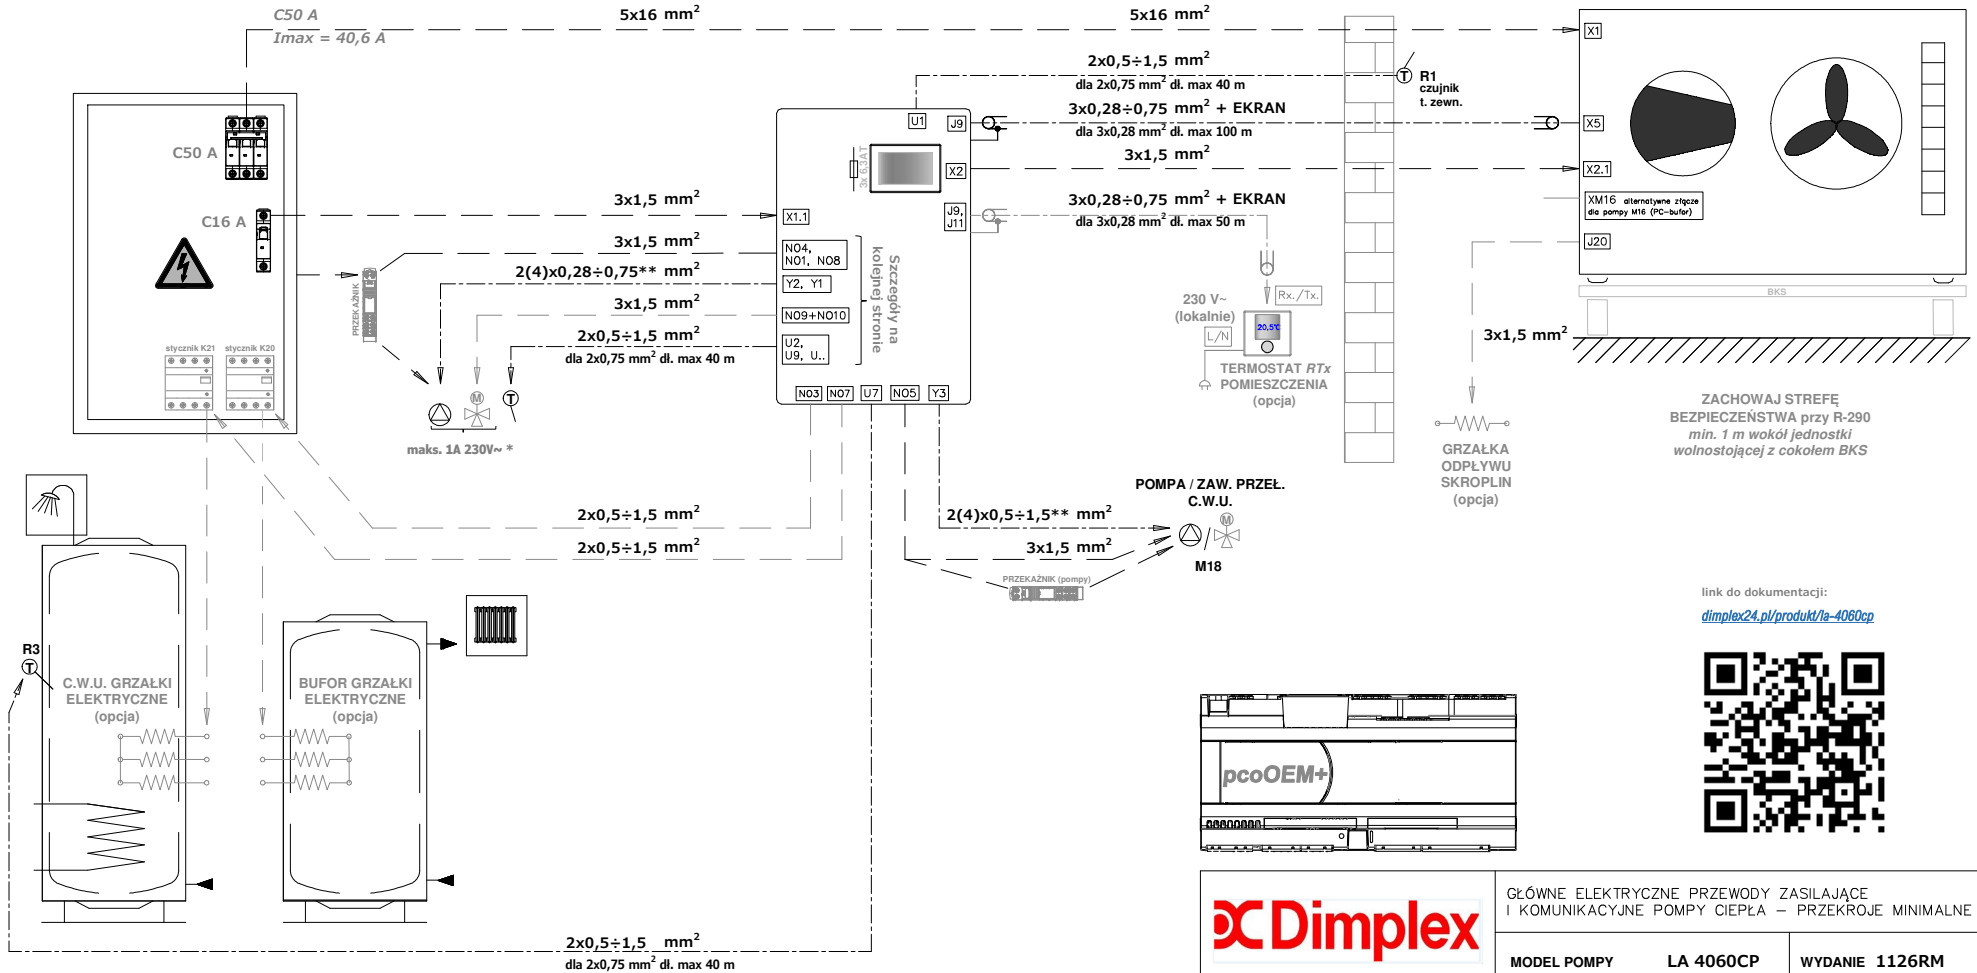 C50 A
Imax = 40,6 A
5x16 mm²
5x16 mm²
X1
2x0,5÷1,5 mm²
dla 2x0,75 mm² dł. max 40 m
R1
czujnik
t. zewn.
3x0,28÷0,75 mm² + EKRAN
dla 3x0,28 mm² dł. max 100 m
U1
J9
X5
C50 A
3x 6,3AT
X2
3x1,5 mm²
X2.1
C16 A
3x1,5 mm²
X1.1
J9,
J11
3x0,28÷0,75 mm² + EKRAN
dla 3x0,28 mm² dł. max 50 m
XM16 alternatywne złącze
dla pompy M16 (PC-bufor)
J20
3x1,5 mm²
NO4,
NO1, NO8
2(4)x0,28÷0,75** mm²
Y2, Y1
3x1,5 mm²
NO9+NO10
2x0,5÷1,5 mm²
dla 2x0,75 mm² dł. max 40 m
U2,
U9, U..
Szczegóły na
kolejnej stronie
PRZEKAŹNIK
230 V~
(lokalnie)
Rx./Tx.
L/N
20,5°C
TERMOSTAT RTx
POMIESZCZENIA
(opcja)
BKS
3x1,5 mm²
stycznik K21
stycznik K20
NO3
NO7
U7
NO5
Y3
M
T
maks. 1A 230V~ *
GRZAŁKA
ODPŁYWU
SKROPLIN
(opcja)
ZACHOWAJ STREFĘ
BEZPIECZEŃSTWA przy R-290
min. 1 m wokół jednostki
wolnostojącej z cokołem BKS
POMPA / ZAW. PRZEŁ.
C.W.U.
2x0,5÷1,5 mm²
2(4)x0,5÷1,5** mm²
M
/
2x0,5÷1,5 mm²
3x1,5 mm²
M18
PRZEKAŹNIK (pompy)
link do dokumentacji:
dimplex24.pl/produkt/la-4060cp
R3
T
C.W.U. GRZAŁKI
ELEKTRYCZNE
(opcja)
BUFOR GRZAŁKI
ELEKTRYCZNE
(opcja)
pcoOEM+
2x0,5÷1,5 mm²
dla 2x0,75 mm² dł. max 40 m
Dimplex
GŁÓWNE ELEKTRYCZNE PRZEWODY ZASILAJĄCE
I KOMUNIKACYJNE POMPY CIEPŁA – PRZEKROJE MINIMALNE
MODEL POMPY LA 4060CP
WYDANIE 1126RM